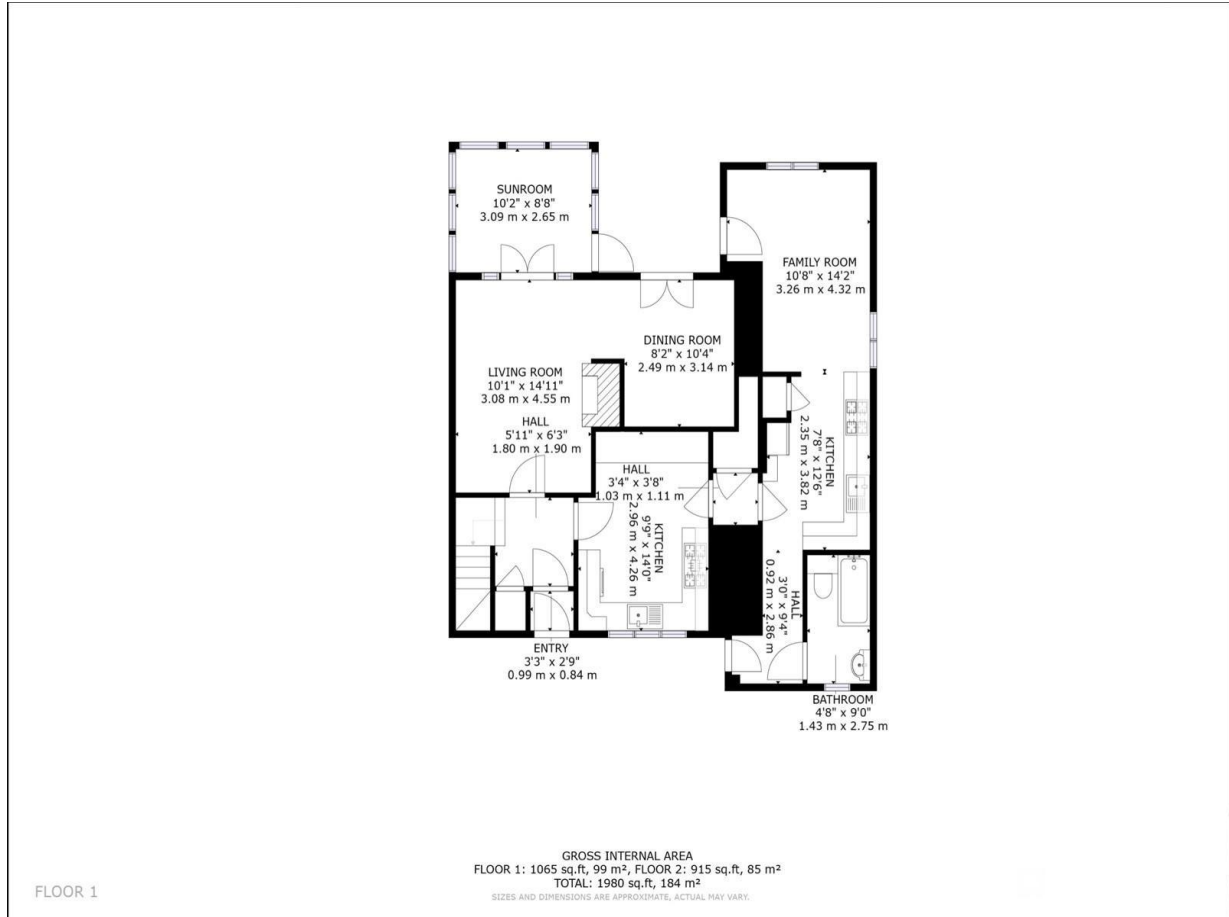 SUNROOM
10'2" x 8'8"
3.09 m x 2.65 m
FAMILY ROOM
10'8" x 14'2"
3.26 m x 4.32 m
DINING ROOM
8'2" x 10'4"
2.49 m x 3.14 m
LIVING ROOM
10'1" x 14'11"
3.08 m x 4.55 m
HALL
5'11" x 6'3"
1.80 m x 1.90 m
HALL
3'4" x 3'8"
1.03 m x 1.11 m
KITCHEN
9'9" x 14'0"
2.96 m x 4.26 m
KITCHEN
7'8" x 12'6"
2.35 m x 3.82 m
HALL
3'0" x 9'4"
0.92 m x 2.86 m
ENTRY
3'3" x 2'9"
0.99 m x 0.84 m
BATHROOM
4'8" x 9'0"
1.43 m x 2.75 m
GROSS INTERNAL AREA
FLOOR 1: 1065 sq.ft, 99 m², FLOOR 2: 915 sq.ft, 85 m²
TOTAL: 1980 sq.ft, 184 m²
SIZES AND DIMENSIONS ARE APPROXIMATE, ACTUAL MAY VARY.
FLOOR 1